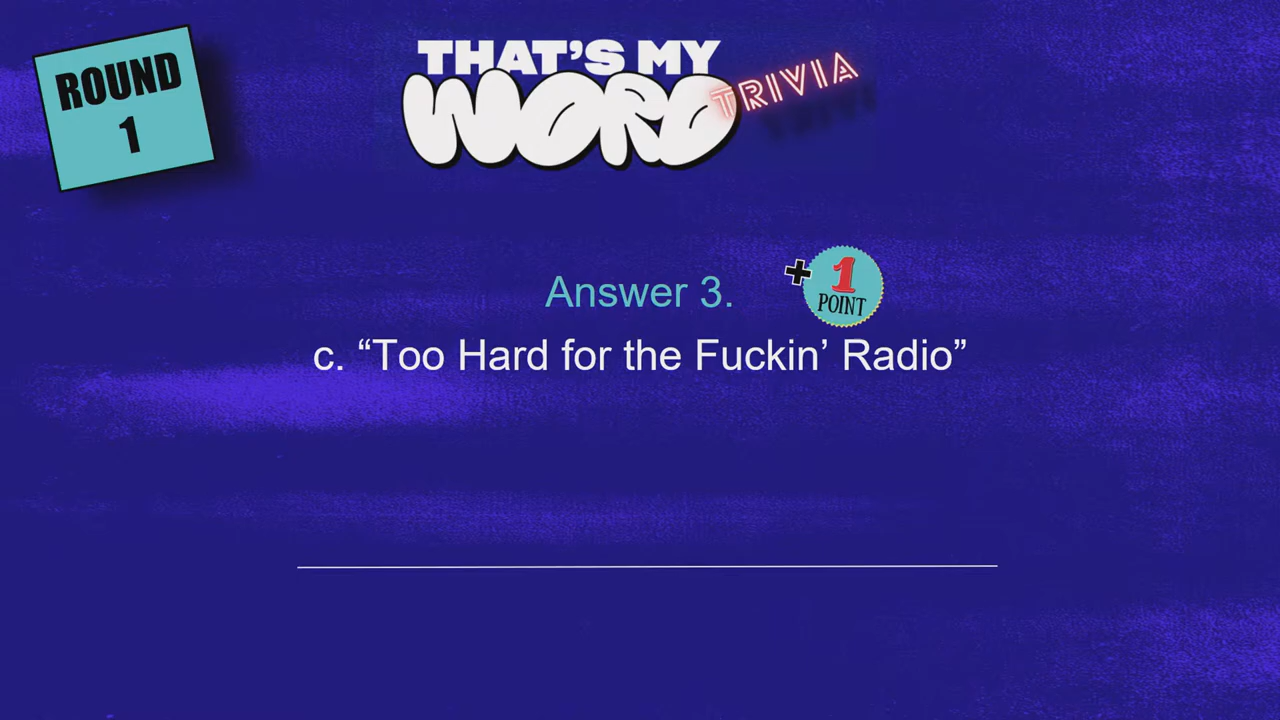 ROUND
1
THAT'S MY
WORD
TRIVIA
Answer 3.
+ 1
POINT
c. “Too Hard for the Fuckin’ Radio”